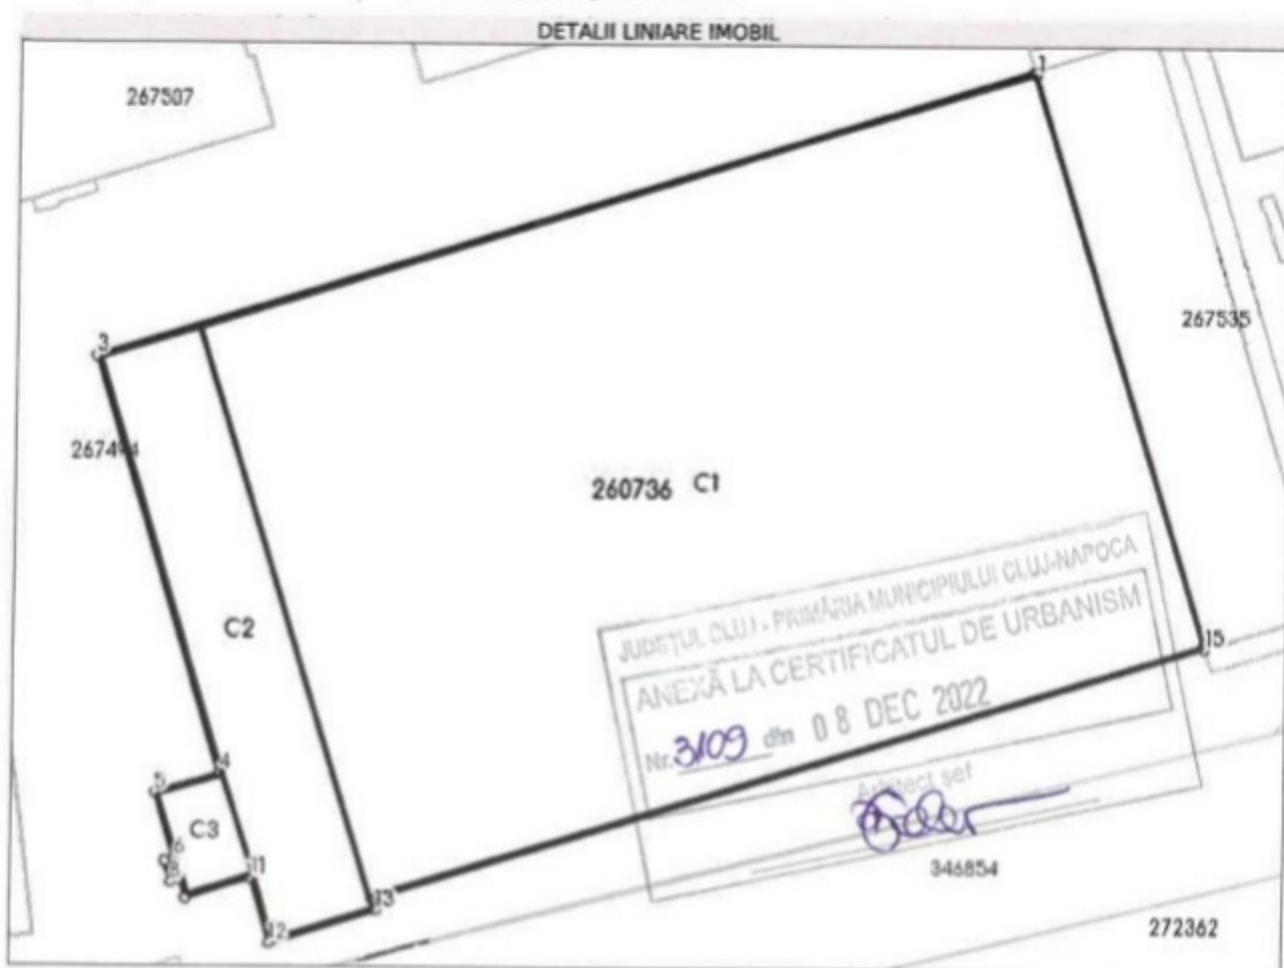 DETALII LINIARE IMOBIL
267507
1
267535
3
267494
260736 C1
C2
JUDEȚUL CLUJ - PRIMĂRIA MUNICIPIULUI CLUJ-NAPOCA
ANEXĂ LA CERTIFICATUL DE URBANISM
Nr. 3109 din 08 DEC 2022
Arhitect șef
15
4
5
C3
6
11
13
12
346854
272362